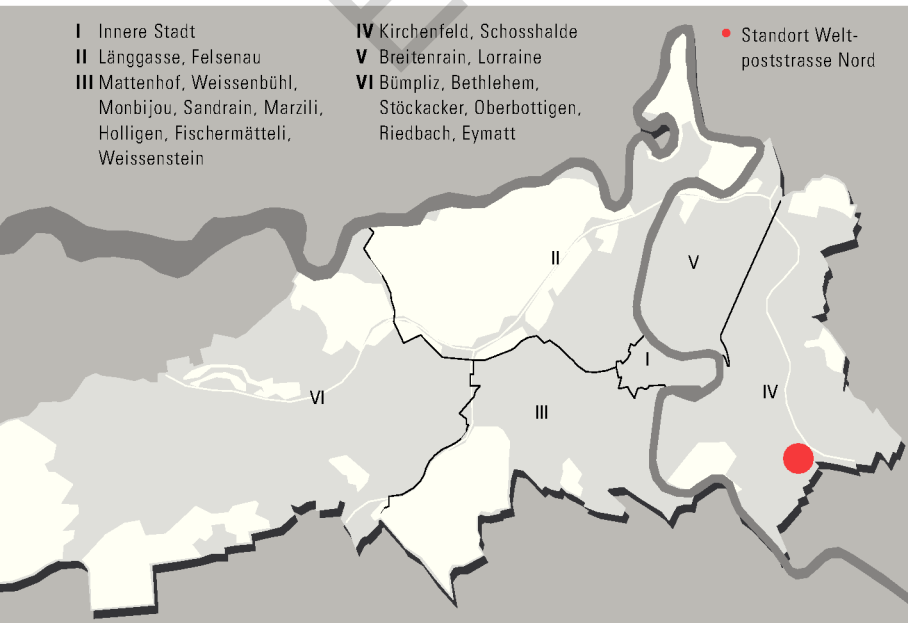 I Innere Stadt
II Länggasse, Felsenau
III Mattenhof, Weissenbühl,
Monbijou, Sandrain, Marzili,
Holligen, Fischermätteli,
Weissenstein
IV Kirchenfeld, Schosshalde
V Breitenrain, Lorraine
VI Bümpliz, Bethlehem,
Stöckacker, Oberbottigen,
Riedbach, Eymatt
Standort Welt-
poststrasse Nord
II
V
I
VI
IV
III